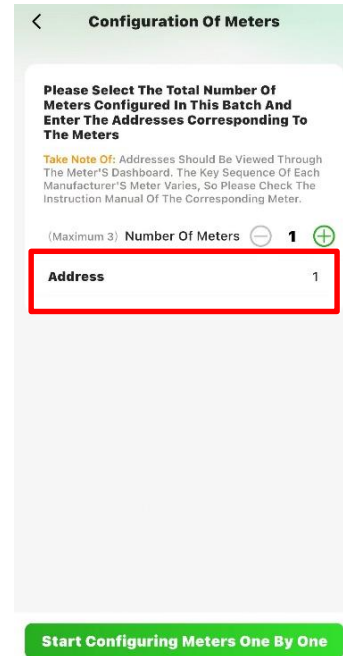 Configuration Of Meters
Please Select The Total Number Of
Meters Configured In This Batch And
Enter The Addresses Corresponding To
The Meters
Take Note Of: Addresses Should Be Viewed Through
The Meter'S Dashboard. The Key Sequence Of Each
Manufacturer'S Meter Varies, So Please Check The
Instruction Manual Of The Corresponding Meter.
(Maximum 3) Number Of Meters 1
Address 1
Start Configuring Meters One By One